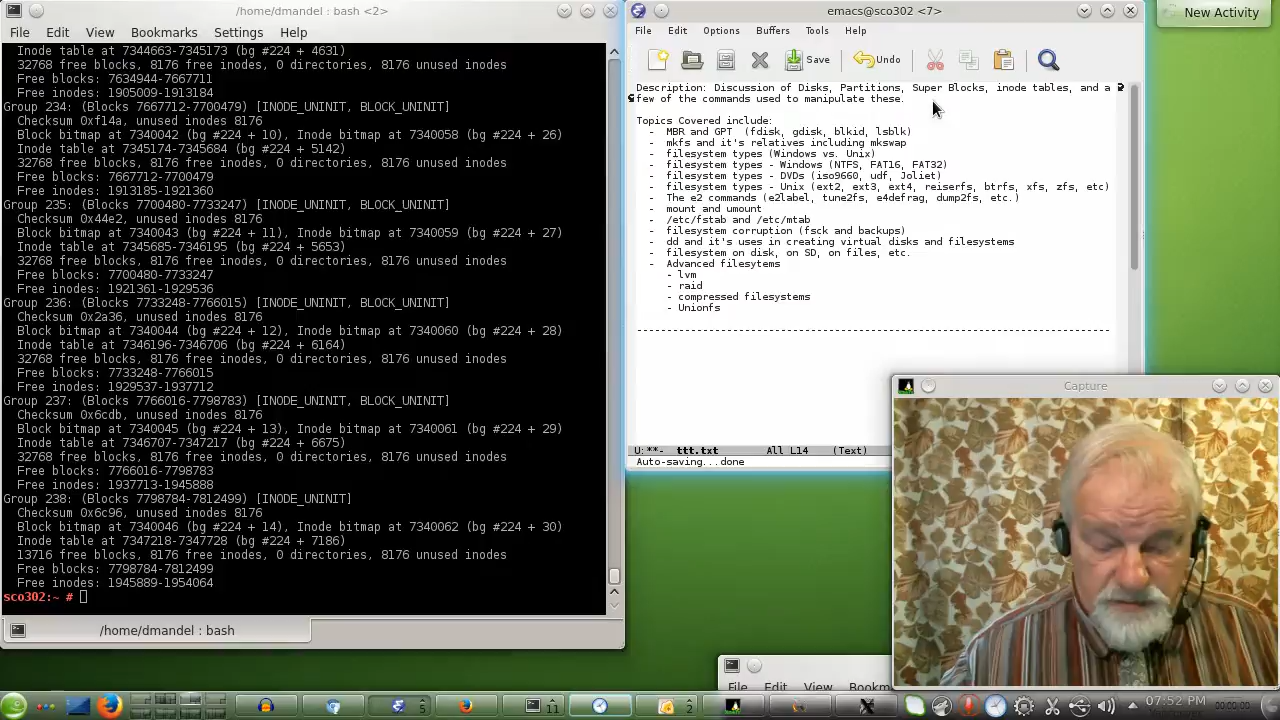 /home/dmandel : bash <2>
File Edit View Bookmarks Settings Help
Inode table at 7344663-7345173 (bg #224 + 4631)
32768 free blocks, 8176 free inodes, 0 directories, 8176 unused inodes
Free blocks: 7634944-7667711
Free inodes: 1905009-1913184
Group 234: (Blocks 7667712-7700479) [INODE_UNINIT, BLOCK_UNINIT]
Checksum 0xf14a, unused inodes 8176
Block bitmap at 7340042 (bg #224 + 10), Inode bitmap at 7340058 (bg #224 + 26)
Inode table at 7345174-7345684 (bg #224 + 5142)
32768 free blocks, 8176 free inodes, 0 directories, 8176 unused inodes
Free blocks: 7667712-7700479
Free inodes: 1913185-1921360
Group 235: (Blocks 7700480-7733247) [INODE_UNINIT, BLOCK_UNINIT]
Checksum 0x44e2, unused inodes 8176
Block bitmap at 7340043 (bg #224 + 11), Inode bitmap at 7340059 (bg #224 + 27)
Inode table at 7345685-7346195 (bg #224 + 5653)
32768 free blocks, 8176 free inodes, 0 directories, 8176 unused inodes
Free blocks: 7700480-7733247
Free inodes: 1921361-1929536
Group 236: (Blocks 7733248-7766015) [INODE_UNINIT, BLOCK_UNINIT]
Checksum 0x2a36, unused inodes 8176
Block bitmap at 7340044 (bg #224 + 12), Inode bitmap at 7340060 (bg #224 + 28)
Inode table at 7346196-7346706 (bg #224 + 6164)
32768 free blocks, 8176 free inodes, 0 directories, 8176 unused inodes
Free blocks: 7733248-7766015
Free inodes: 1929537-1937712
Group 237: (Blocks 7766016-7798783) [INODE_UNINIT, BLOCK_UNINIT]
Checksum 0x6cdb, unused inodes 8176
Block bitmap at 7340045 (bg #224 + 13), Inode bitmap at 7340061 (bg #224 + 29)
Inode table at 7346707-7347217 (bg #224 + 6675)
32768 free blocks, 8176 free inodes, 0 directories, 8176 unused inodes
Free blocks: 7766016-7798783
Free inodes: 1937713-1945888
Group 238: (Blocks 7798784-7812499) [INODE_UNINIT]
Checksum 0x6c96, unused inodes 8176
Block bitmap at 7340046 (bg #224 + 14), Inode bitmap at 7340062 (bg #224 + 30)
Inode table at 7347218-7347728 (bg #224 + 7186)
13716 free blocks, 8176 free inodes, 0 directories, 8176 unused inodes
Free blocks: 7798784-7812499
Free inodes: 1945889-1954064
sco302:~ #
/home/dmandel : bash
emacs@sco302 <7>
File Edit Options Buffers Tools Help
Save Undo
Description: Discussion of Disks, Partitions, Super Blocks, inode tables, and a
few of the commands used to manipulate these.
Topics Covered include:
- MBR and GPT (fdisk, gdisk, blkid, lsblk)
- mkfs and it's relatives including mkswap
- filesystem types (Windows vs. Unix)
- filesystem types - Windows (NTFS, FAT16, FAT32)
- filesystem types - DVDs (iso9660, udf, Joliet)
- filesystem types - Unix (ext2, ext3, ext4, reiserfs, btrfs, xfs, zfs, etc)
- The e2 commands (e2label, tune2fs, e4defrag, dump2fs, etc.)
- mount and umount
- /etc/fstab and /etc/mtab
- filesystem corruption (fsck and backups)
- dd and it's uses in creating virtual disks and filesystems
- filesystem on disk, on SD, on files, etc.
- Advanced filesytems
- lvm
- raid
- compressed filesystems
- Unionfs
--------------------------------------------------------------------------------
U:**- ttt.txt All L14 (Text)
Auto-saving...done
New Activity
Capture
File Edit View Bookm
5 11 2 07:52 PM